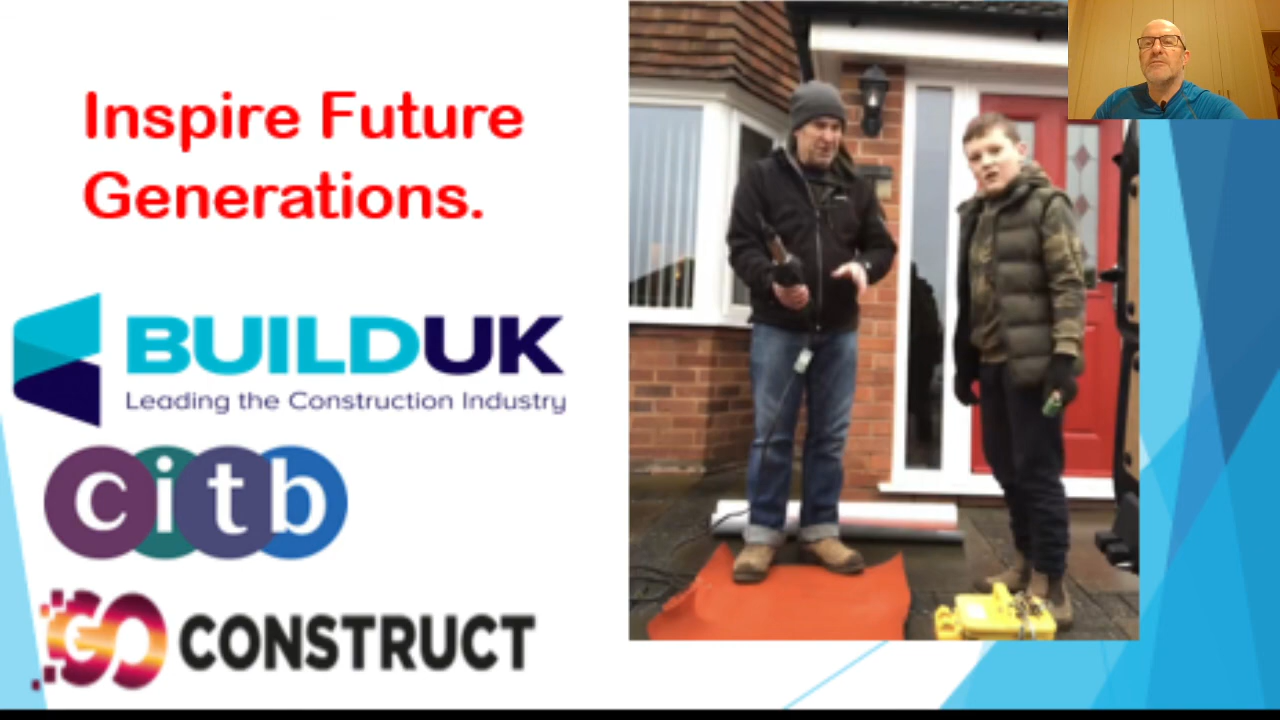 Inspire Future
Generations.
BUILDUK
Leading the Construction Industry
citb
GO CONSTRUCT